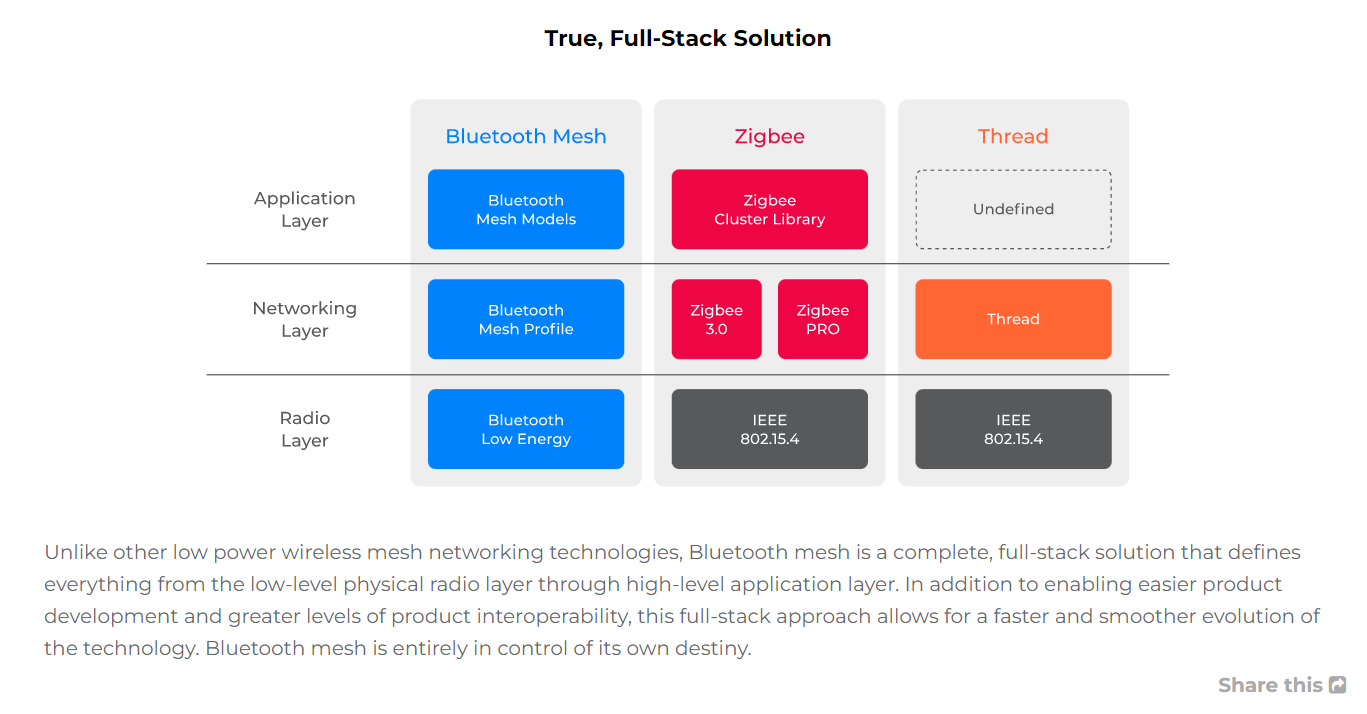 True, Full-Stack Solution
Bluetooth Mesh
Zigbee
Thread
Application
Layer
Bluetooth
Mesh Models
Zigbee
Cluster Library
Undefined
Networking
Layer
Bluetooth
Mesh Profile
Zigbee
3.0
Zigbee
PRO
Thread
Radio
Layer
Bluetooth
Low Energy
IEEE
802.15.4
IEEE
802.15.4
Unlike other low power wireless mesh networking technologies, Bluetooth mesh is a complete, full-stack solution that defines
everything from the low-level physical radio layer through high-level application layer. In addition to enabling easier product
development and greater levels of product interoperability, this full-stack approach allows for a faster and smoother evolution of
the technology. Bluetooth mesh is entirely in control of its own destiny.
Share this